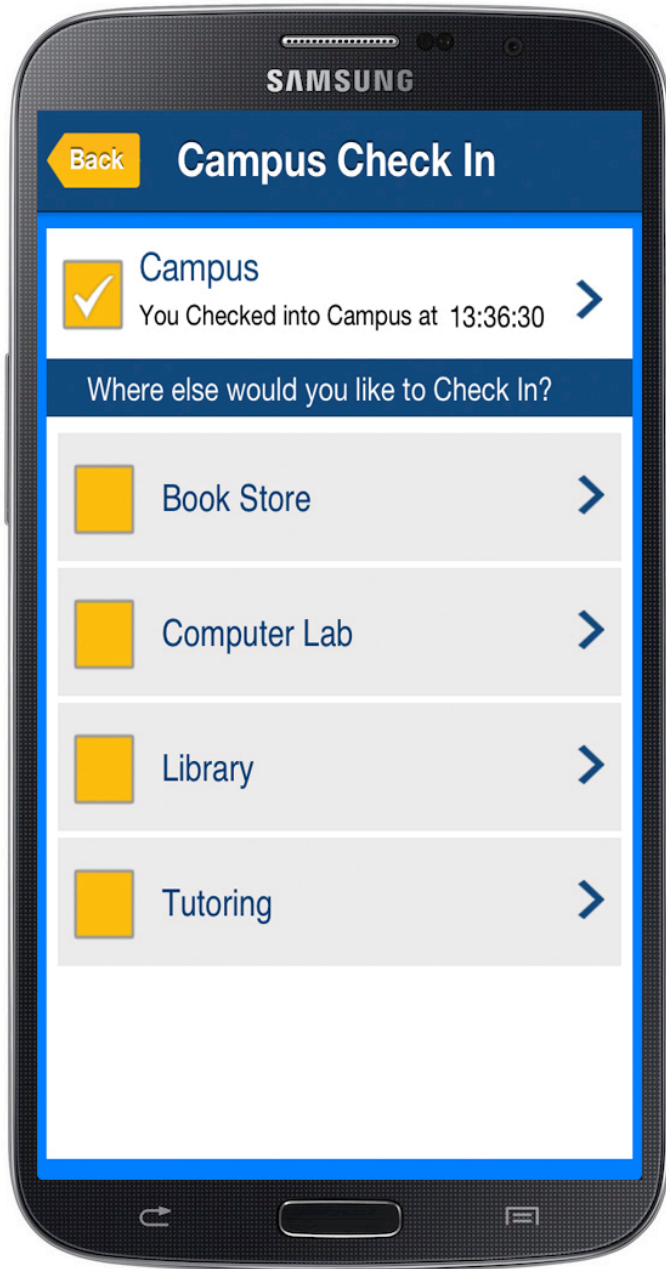 SAMSUNG
Back
Campus Check In
Campus
You Checked into Campus at 13:36:30
Where else would you like to Check In?
Book Store
Computer Lab
Library
Tutoring